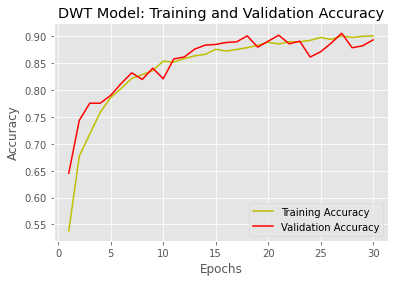 DWT Model: Training and Validation Accuracy
0.90
0.85
0.80
0.75
0.70
0.65
0.60
0.55
Accuracy
Training Accuracy
Validation Accuracy
0 5 10 15 20 25 30
Epochs